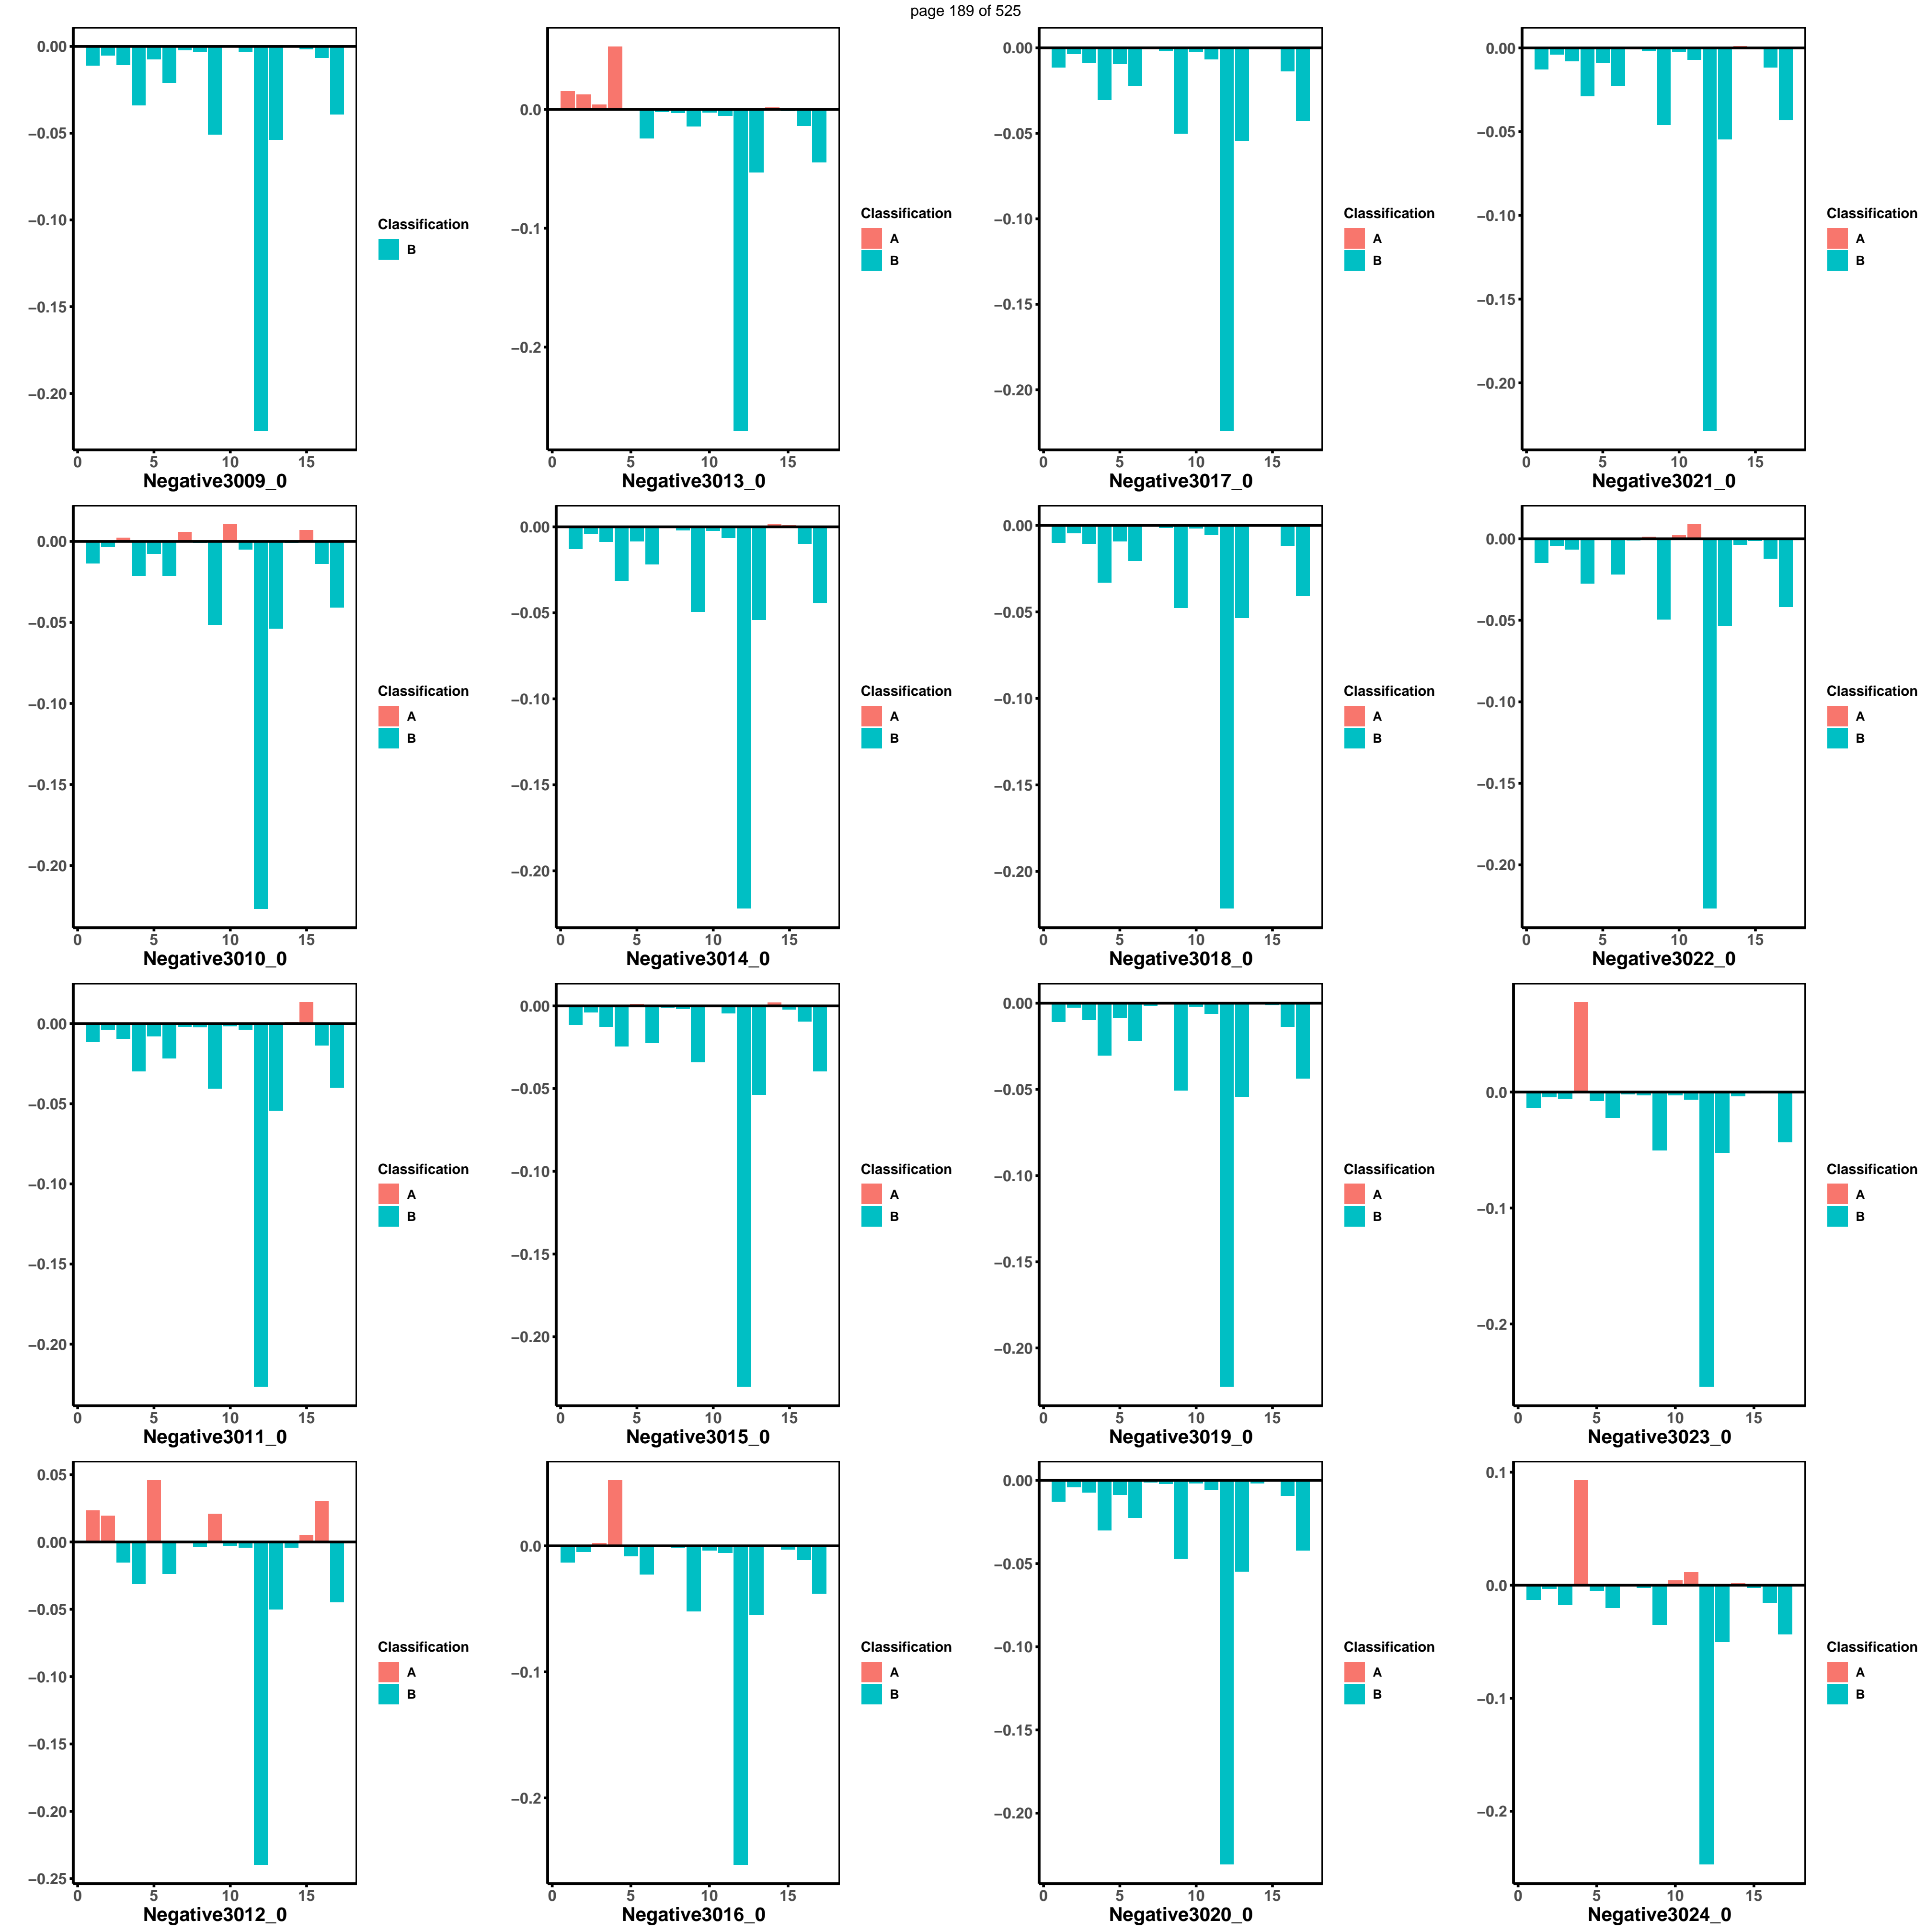 page 189 of 525
0.00
−0.05
−0.10
−0.15
−0.20
0 5 10 15
Negative3009_0
Classification
B
0.0
−0.1
−0.2
0 5 10 15
Negative3013_0
Classification
A
B
0.00
−0.05
−0.10
−0.15
−0.20
0 5 10 15
Negative3017_0
Classification
A
B
0.00
−0.05
−0.10
−0.15
−0.20
0 5 10 15
Negative3021_0
Classification
A
B
0.00
−0.05
−0.10
−0.15
−0.20
0 5 10 15
Negative3010_0
Classification
A
B
0.00
−0.05
−0.10
−0.15
−0.20
0 5 10 15
Negative3014_0
Classification
A
B
0.00
−0.05
−0.10
−0.15
−0.20
0 5 10 15
Negative3018_0
Classification
A
B
0.00
−0.05
−0.10
−0.15
−0.20
0 5 10 15
Negative3022_0
Classification
A
B
0.00
−0.05
−0.10
−0.15
−0.20
0 5 10 15
Negative3011_0
Classification
A
B
0.00
−0.05
−0.10
−0.15
−0.20
0 5 10 15
Negative3015_0
Classification
A
B
0.00
−0.05
−0.10
−0.15
−0.20
0 5 10 15
Negative3019_0
Classification
A
B
0.0
−0.1
−0.2
0 5 10 15
Negative3023_0
Classification
A
B
0.05
0.00
−0.05
−0.10
−0.15
−0.20
−0.25
0 5 10 15
Negative3012_0
Classification
A
B
0.0
−0.1
−0.2
0 5 10 15
Negative3016_0
Classification
A
B
0.00
−0.05
−0.10
−0.15
−0.20
0 5 10 15
Negative3020_0
Classification
A
B
0.1
0.0
−0.1
−0.2
0 5 10 15
Negative3024_0
Classification
A
B